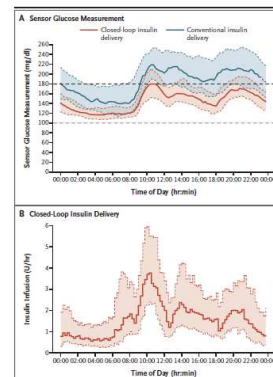 A Sensor Glucose Measurement
Closed-loop insulin delivery
Conventional insulin delivery
Sensor Glucose Measurement (mg/dl)
260
240
220
200
180
160
140
120
100
80
60
40
20
0
00:00 02:00 04:00 06:00 08:00 10:00 12:00 14:00 16:00 18:00 20:00 22:00 00:00
Time of Day (hr:min)
B Closed-Loop Insulin Delivery
Insulin Infusion (U/hr)
6
5
4
3
2
1
0
00:00 02:00 04:00 06:00 08:00 10:00 12:00 14:00 16:00 18:00 20:00 22:00 00:00
Time of Day (hr:min)